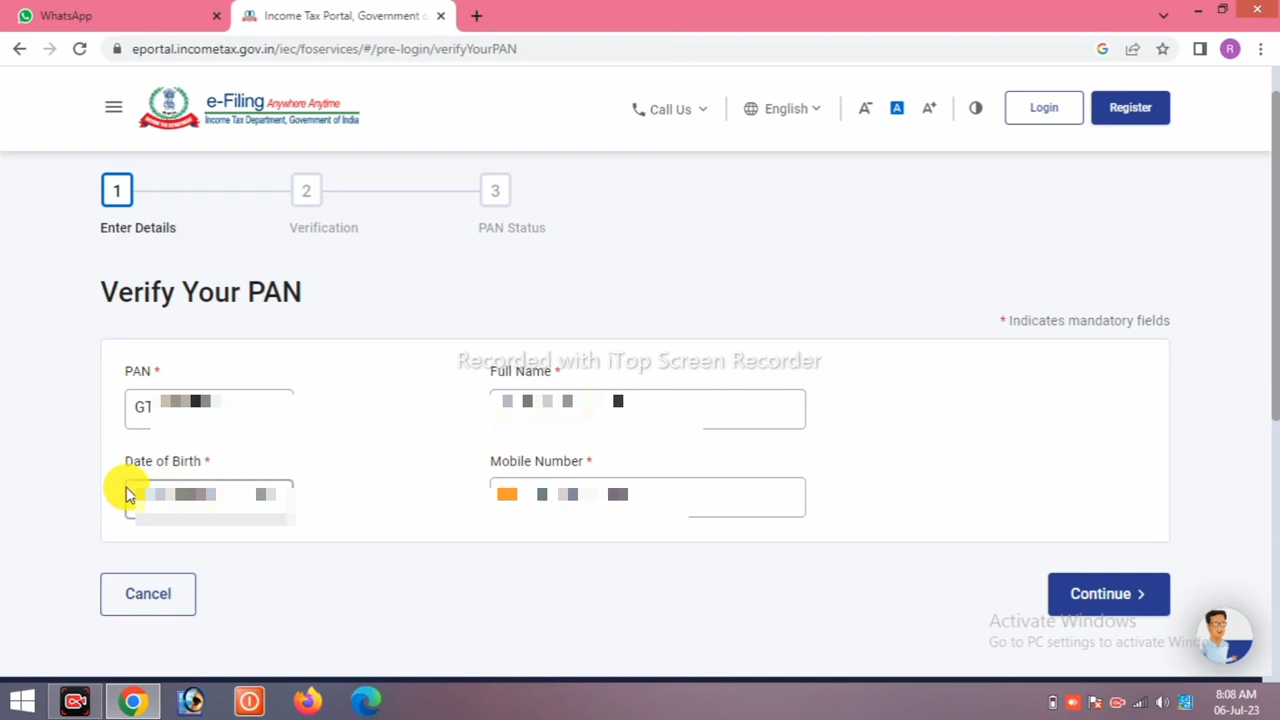 WhatsApp
Income Tax Portal, Government o
eportal.incometax.gov.in/iec/foservices/#/pre-login/verifyYourPAN
G
R
e-Filing Anywhere Anytime
Income Tax Department, Government of India
Call Us
English
A-
A
A+
Login
Register
1
2
3
Enter Details
Verification
PAN Status
Verify Your PAN
* Indicates mandatory fields
Recorded with iTop Screen Recorder
PAN *
Full Name *
GT
Date of Birth *
Mobile Number *
Cancel
Continue >
Activate Windows
Go to PC settings to activate Windows
8:08 AM
06-Jul-23